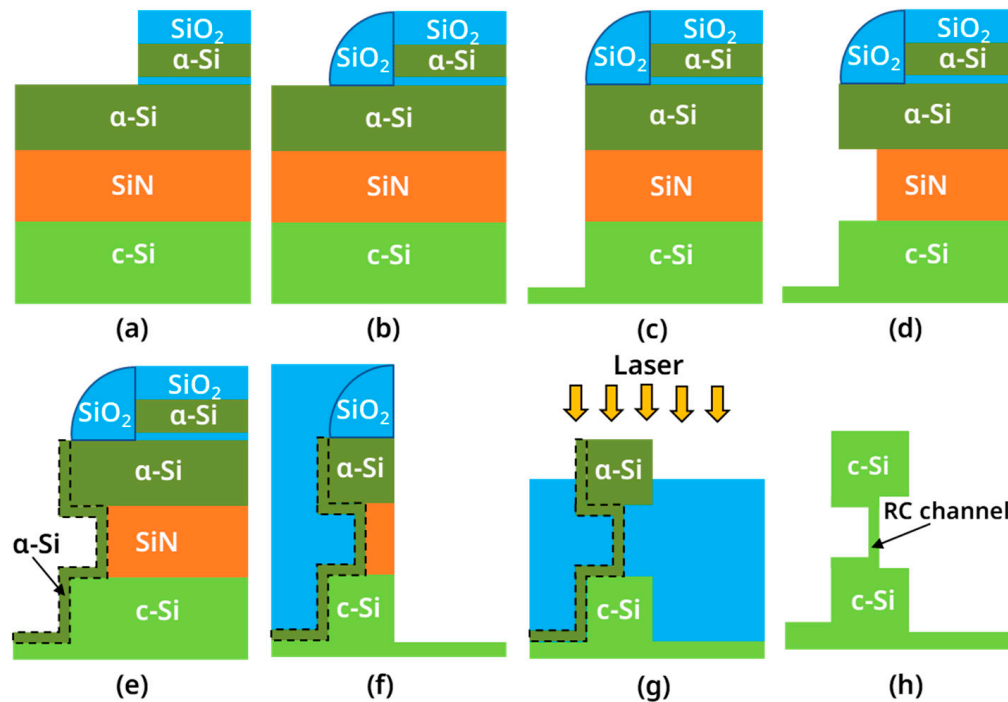 SiO₂
α-Si
α-Si
SiN
c-Si
(a)
SiO₂
SiO₂
α-Si
α-Si
SiN
c-Si
(b)
SiO₂
SiO₂
α-Si
α-Si
SiN
c-Si
(c)
SiO₂
SiO₂
α-Si
α-Si
SiN
c-Si
(d)
SiO₂
SiO₂
α-Si
α-Si
α-Si
SiN
c-Si
(e)
SiO₂
α-Si
c-Si
(f)
Laser
α-Si
c-Si
(g)
c-Si
RC channel
c-Si
(h)